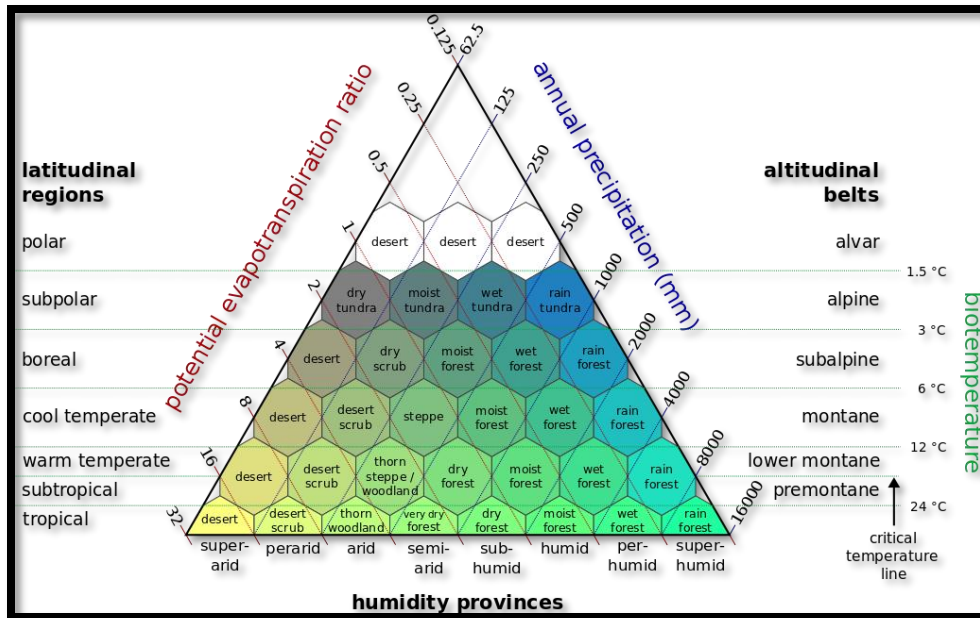 0.125
62.5
0.25
125
0.5
250
1
500
2
1000
4
2000
8
4000
16
8000
32
16000
potential evapotranspiration ratio
annual precipitation (mm)
latitudinal
regions
altitudinal
belts
polar
desert
desert
desert
alvar
1.5 °C
subpolar
dry
tundra
moist
tundra
wet
tundra
rain
tundra
alpine
3 °C
boreal
desert
dry
scrub
moist
forest
wet
forest
rain
forest
subalpine
6 °C
cool temperate
desert
desert
scrub
steppe
moist
forest
wet
forest
rain
forest
montane
12 °C
warm temperate
subtropical
desert
desert
scrub
thorn
steppe /
woodland
dry
forest
moist
forest
wet
forest
rain
forest
lower montane
premontane
24 °C
tropical
desert
desert
scrub
thorn
woodland
very dry
forest
dry
forest
moist
forest
wet
forest
rain
forest
biotemperature
critical
temperature
line
super-
arid
perarid
arid
semi-
arid
sub-
humid
humid
per-
humid
super-
humid
humidity provinces